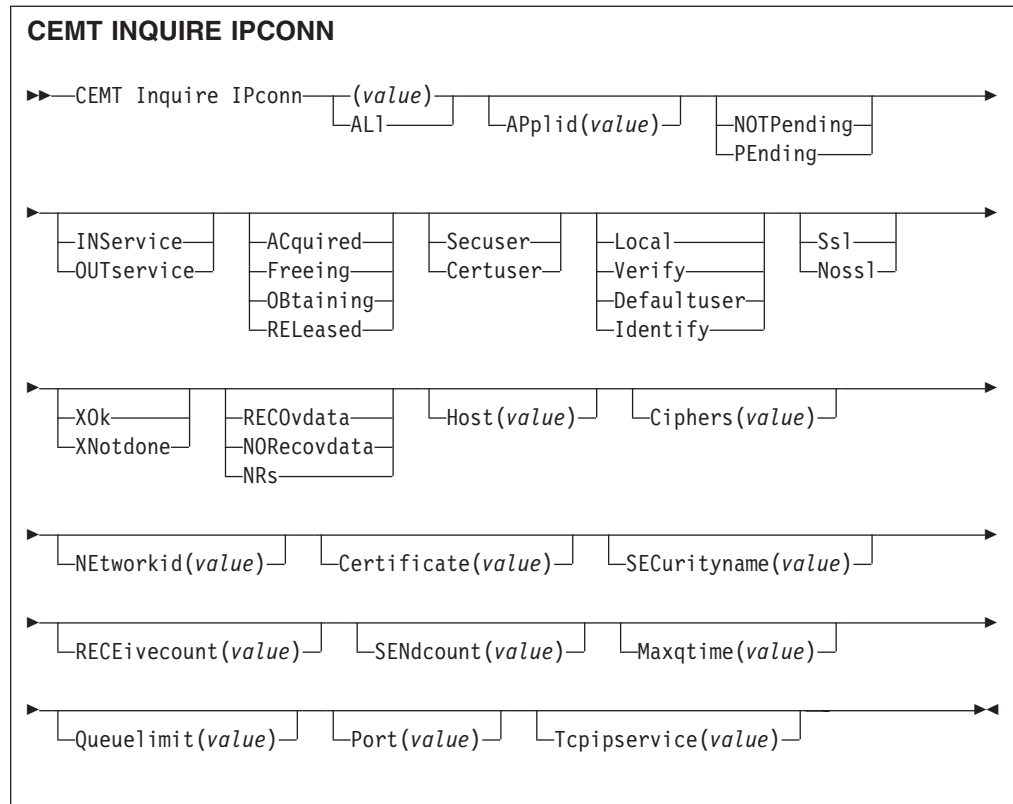 CEMT INQUIRE IPCONN
CEMT Inquire IPconn (value)
ALl APplid(value) NOTPending
PEnding
INService ACquired Secuser Local Ssl
OUTservice Freeing Certuser Verify Nossl
OBtaining Defaultuser
RELeased Identify
XOk RECOvdata Host(value) Ciphers(value)
XNotdone NORecovdata
NRs
NEtworkid(value) Certificate(value) SECurityname(value)
RECEivecount(value) SENdcount(value) Maxqtime(value)
Queuelimit(value) Port(value) Tcpipservice(value)